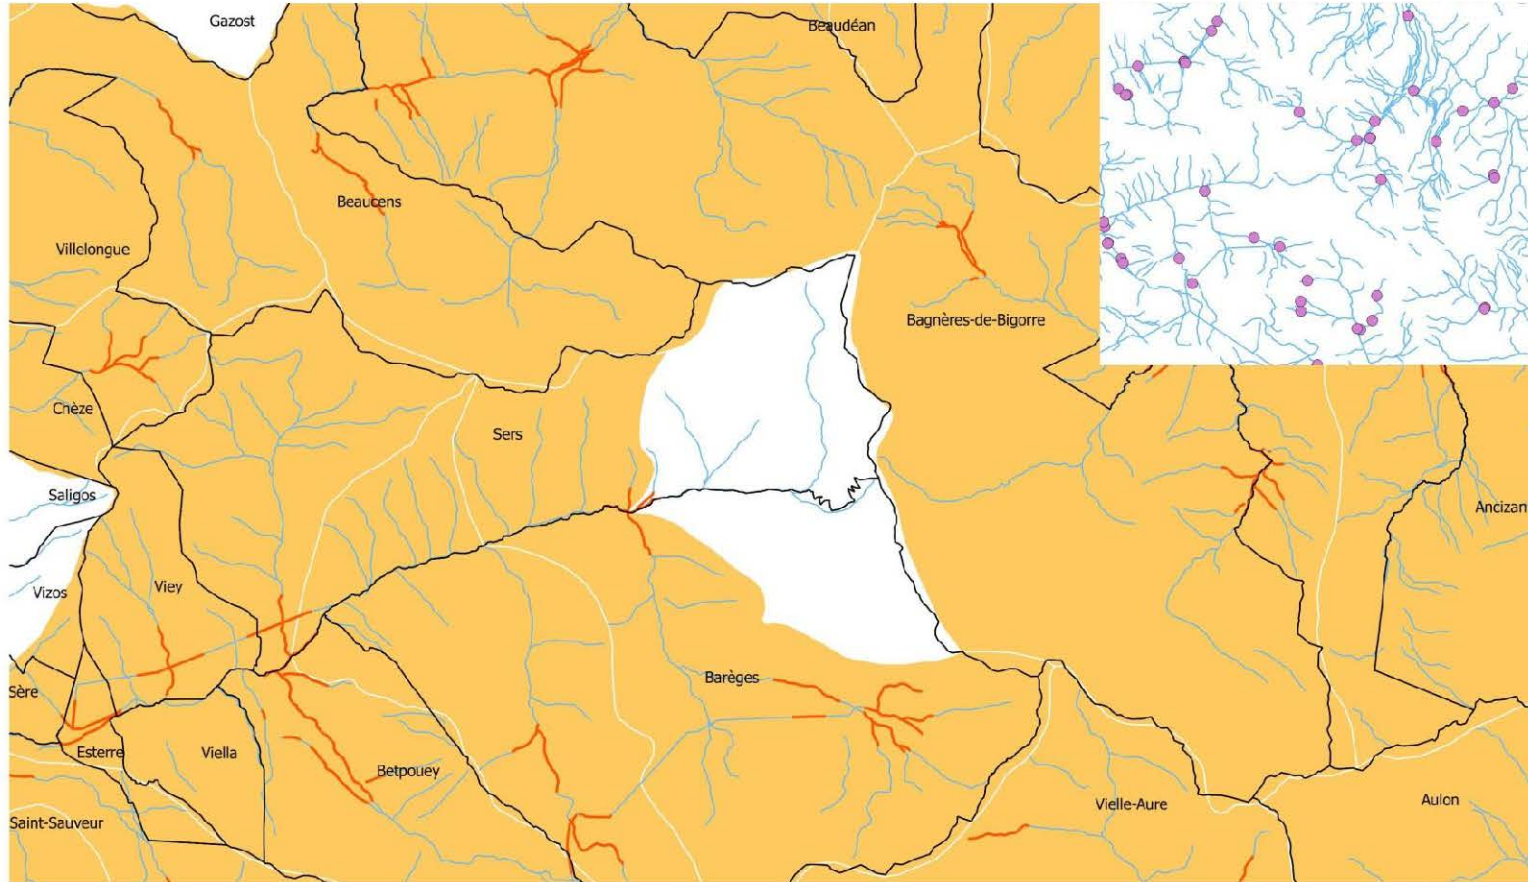 Gazost
Beaudéan
Beaucens
Villelongue
Bagnères-de-Bigorre
Chèze
Sers
Saligos
Ancizan
Viey
Vizos
Barèges
Sère
Esterre
Viella
Betpouey
Vielle-Aure
Aulon
Saint-Sauveur